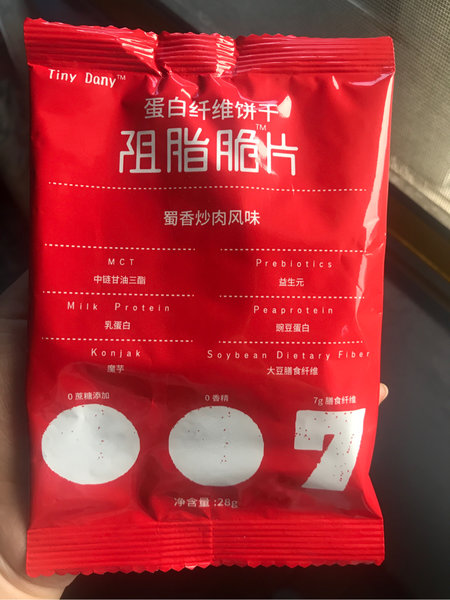 Tiny Dany™
蛋白纤维饼干
阻脂脆片™
蜀香炒肉风味
MCT Prebiotics
中链甘油三酯 益生元
Milk Protein Peaprotein
乳蛋白 豌豆蛋白
Konjak Soybean Dietary Fiber
魔芋 大豆膳食纤维
0蔗糖添加 0香精 7g膳食纤维
007
净含量:28g